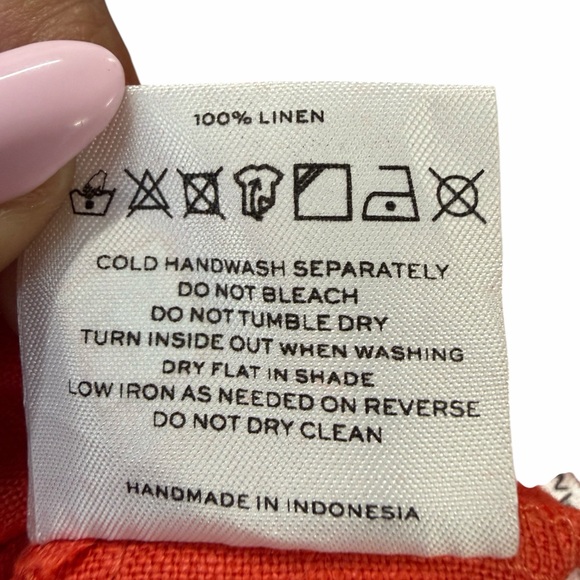 100% LINEN
COLD HANDWASH SEPARATELY
DO NOT BLEACH
DO NOT TUMBLE DRY
TURN INSIDE OUT WHEN WASHING
DRY FLAT IN SHADE
LOW IRON AS NEEDED ON REVERSE
DO NOT DRY CLEAN
HANDMADE IN INDONESIA